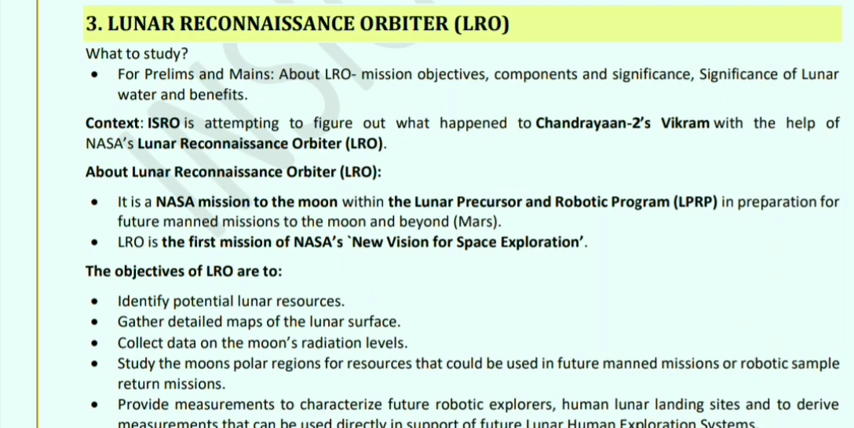 3. LUNAR RECONNAISSANCE ORBITER (LRO)
What to study?
• For Prelims and Mains: About LRO- mission objectives, components and significance, Significance of Lunar
water and benefits.
Context: ISRO is attempting to figure out what happened to Chandrayaan-2’s Vikram with the help of
NASA’s Lunar Reconnaissance Orbiter (LRO).
About Lunar Reconnaissance Orbiter (LRO):
• It is a NASA mission to the moon within the Lunar Precursor and Robotic Program (LPRP) in preparation for
future manned missions to the moon and beyond (Mars).
• LRO is the first mission of NASA’s `New Vision for Space Exploration’.
The objectives of LRO are to:
• Identify potential lunar resources.
• Gather detailed maps of the lunar surface.
• Collect data on the moon’s radiation levels.
• Study the moons polar regions for resources that could be used in future manned missions or robotic sample
return missions.
• Provide measurements to characterize future robotic explorers, human lunar landing sites and to derive
measurements that can be used directly in support of future Lunar Human Exploration Systems.